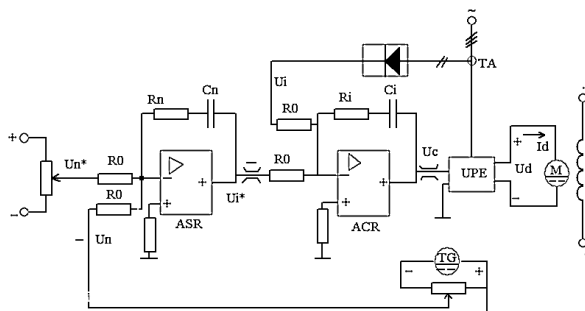 ~
TA
Ui
Rn
Cn
R0
Ri
Ci
+
Un*
R0
R0
−
+
R0
−
+
Uc
UPE
+
Id
Ud
M
−
−
Un
+
ASR
−
Ui*
+
ACR
−
TG
+